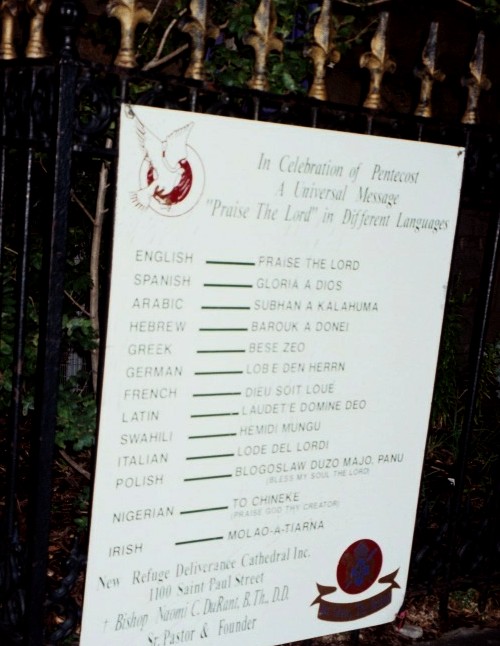 In Celebration of Pentecost
A Universal Message
"Praise The Lord" in Different Languages
ENGLISH PRAISE THE LORD
SPANISH GLORIA A DIOS
ARABIC SUBHAN A KALAHUMA
HEBREW BAROUK A DONEI
GREEK BESE ZEO
GERMAN LOBE DEN HERRN
FRENCH DIEU SOIT LOUE
LATIN LAUDETE DOMINE DEO
SWAHILI HEMIDI MUNGU
ITALIAN LODE DEL LORDI
POLISH BLOGOSLAW DUZO MAJO, PANU
(BLESS MY SOUL THE LORD)
NIGERIAN TO CHINEKE
(PRAISE GOD THY CREATOR)
IRISH MOLAO-A-TIARNA
New Refuge Deliverance Cathedral Inc.
1100 Saint Paul Street
† Bishop Naomi C. DuRant, B.Th., D.D.
Sr. Pastor & Founder